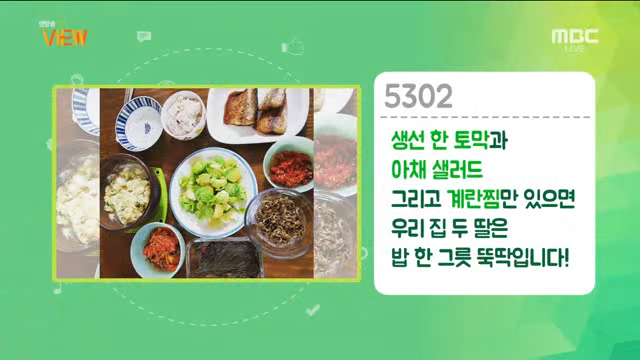 생방송
VIEW
MBC
LIVE
5302
생선 한 토막과
야채 샐러드
그리고 계란찜만 있으면
우리 집 두 딸은
밥 한 그릇 뚝딱입니다!